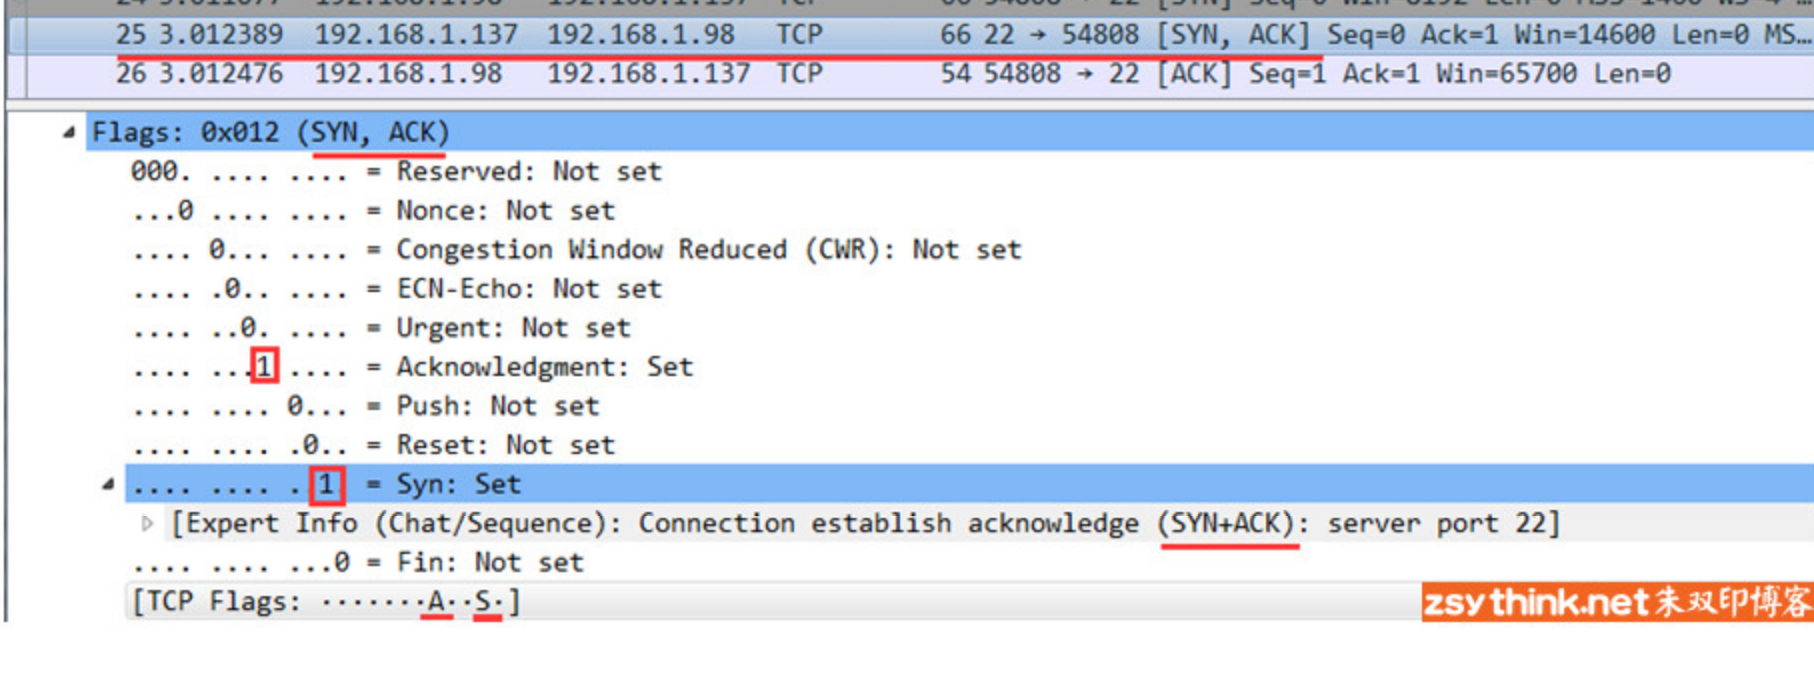 25 3.012389 192.168.1.137 192.168.1.98 TCP 66 22 → 54808 [SYN, ACK] Seq=0 Ack=1 Win=14600 Len=0 MS…
26 3.012476 192.168.1.98 192.168.1.137 TCP 54 54808 → 22 [ACK] Seq=1 Ack=1 Win=65700 Len=0
Flags: 0x012 (SYN, ACK)
000. .... .... = Reserved: Not set
...0 .... .... = Nonce: Not set
.... 0... .... = Congestion Window Reduced (CWR): Not set
.... .0.. .... = ECN-Echo: Not set
.... ..0. .... = Urgent: Not set
.... ...1 .... = Acknowledgment: Set
.... .... 0... = Push: Not set
.... .... .0.. = Reset: Not set
.... .... . 1 = Syn: Set
[Expert Info (Chat/Sequence): Connection establish acknowledge (SYN+ACK): server port 22]
.... .... ...0 = Fin: Not set
[TCP Flags: ·······A··S·]
zsythink.net朱双印博客